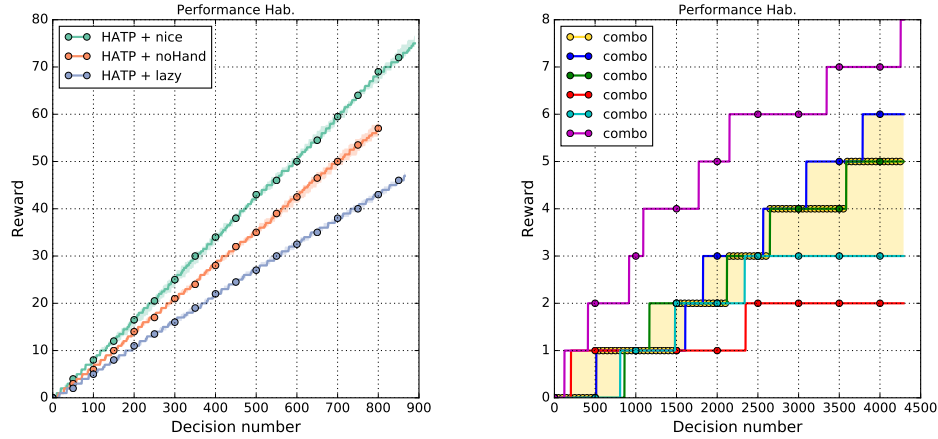 Performance Hab.
80
70
60
50
40
30
20
10
0
Reward
HATP + nice
HATP + noHand
HATP + lazy
0 100 200 300 400 500 600 700 800 900
Decision number
Performance Hab.
8
7
6
5
4
3
2
1
0
Reward
combo
combo
combo
combo
combo
combo
0 500 1000 1500 2000 2500 3000 3500 4000 4500
Decision number